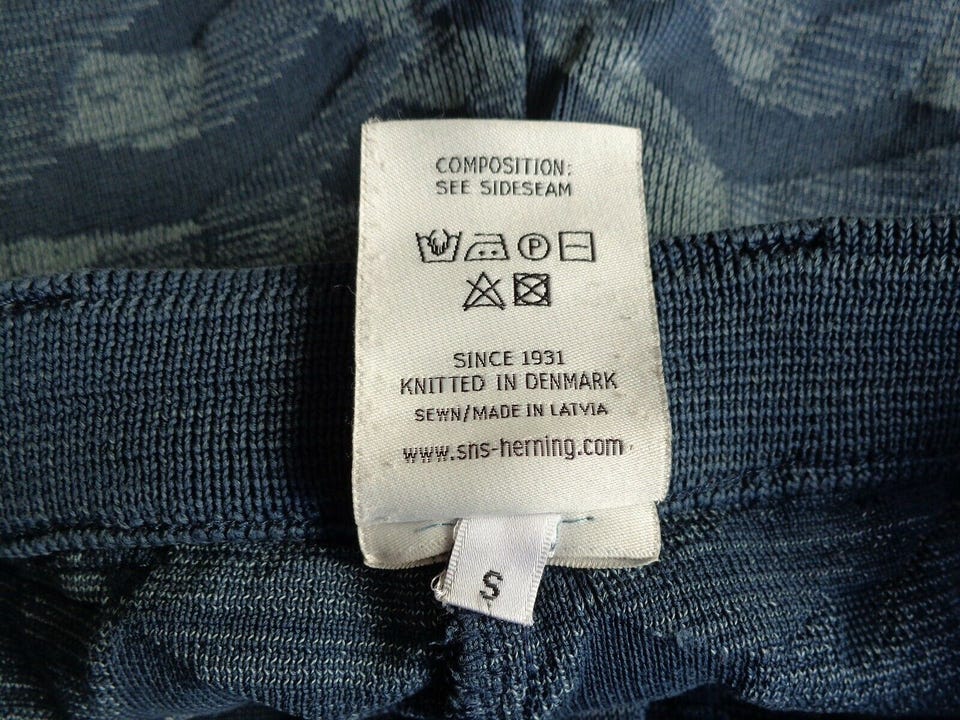 COMPOSITION:
SEE SIDESEAM
P
SINCE 1931
KNITTED IN DENMARK
SEWN/MADE IN LATVIA
www.sns-herning.com
S